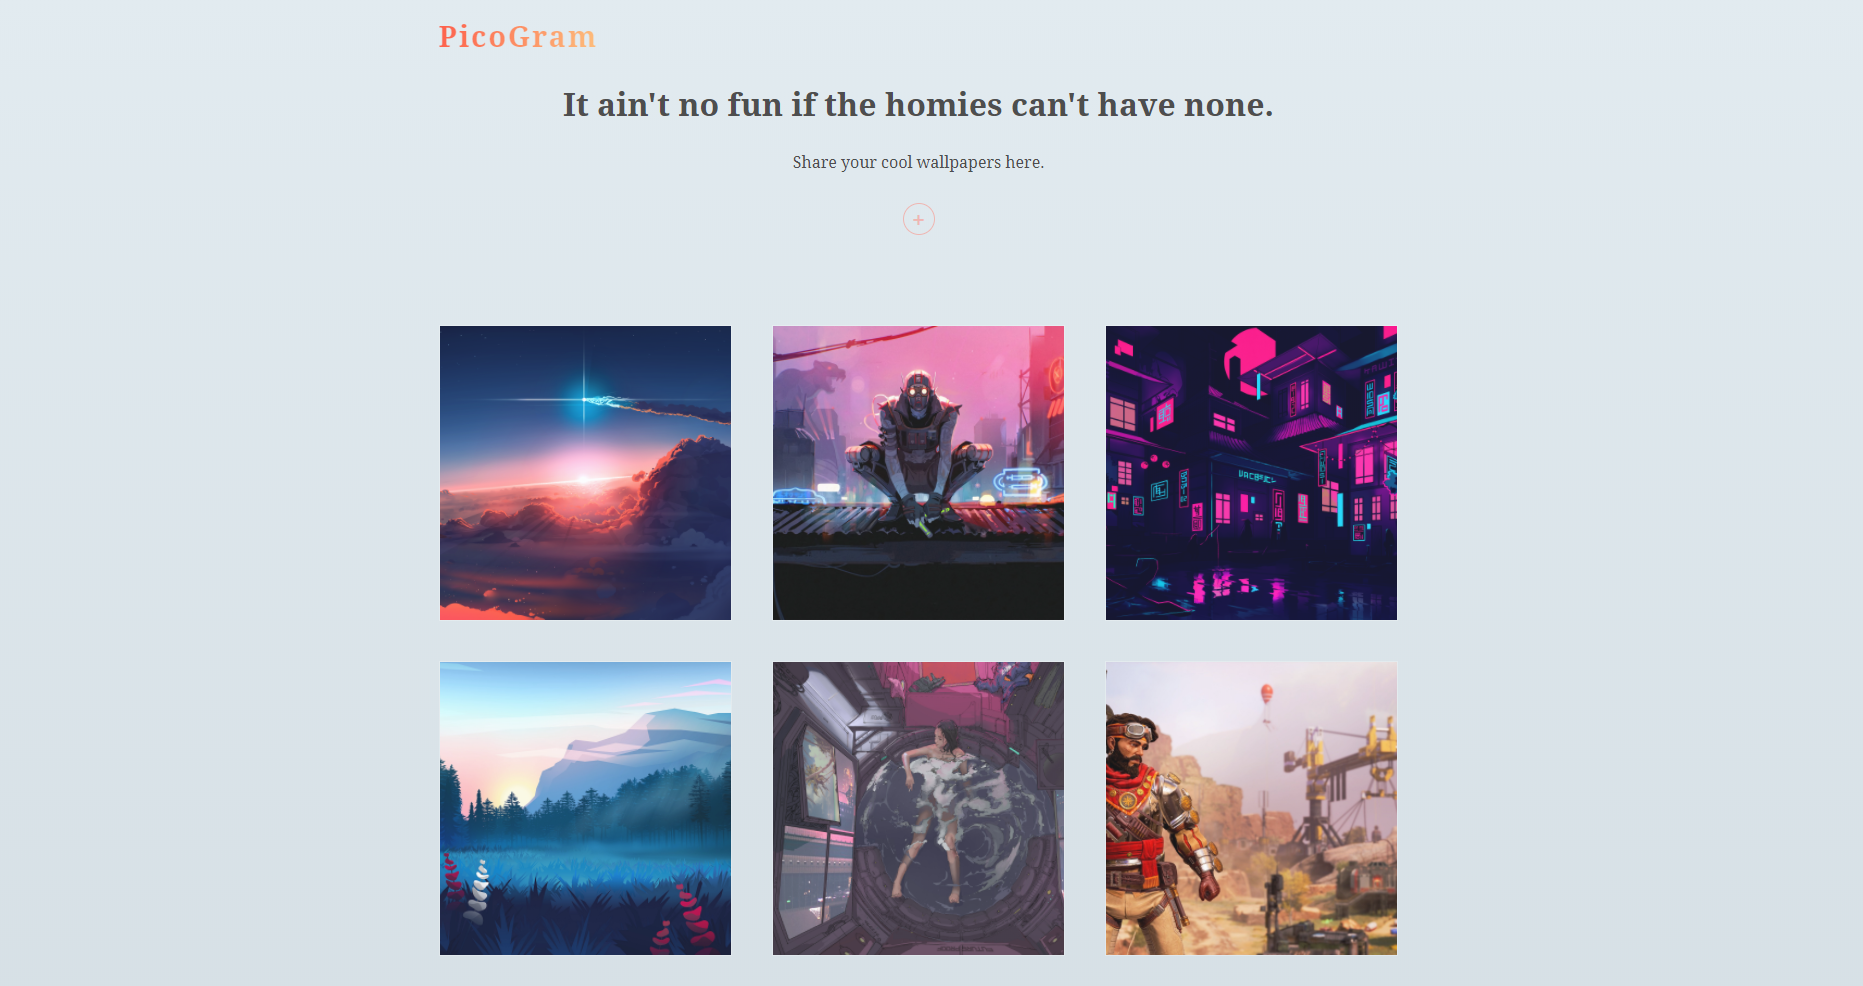 PicoGram
It ain't no fun if the homies can't have none.
Share your cool wallpapers here.
+